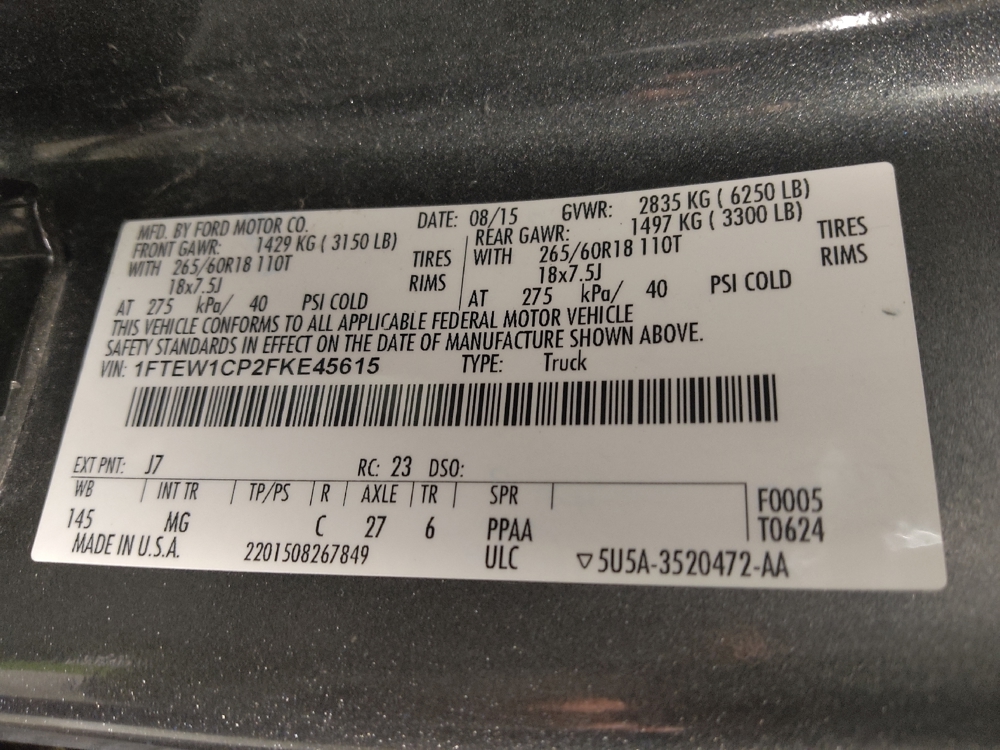 MFD. BY FORD MOTOR CO. DATE: 08/15 GVWR: 2835 KG ( 6250 LB)
FRONT GAWR: 1429 KG ( 3150 LB) REAR GAWR: 1497 KG ( 3300 LB)
WITH 265/60R18 110T TIRES WITH 265/60R18 110T TIRES
18x7.5J RIMS 18x7.5J RIMS
AT 275 kPa/ 40 PSI COLD AT 275 kPa/ 40 PSI COLD
THIS VEHICLE CONFORMS TO ALL APPLICABLE FEDERAL MOTOR VEHICLE
SAFETY STANDARDS IN EFFECT ON THE DATE OF MANUFACTURE SHOWN ABOVE.
VIN: 1FTEW1CP2FKE45615 TYPE: Truck
EXT PNT: J7 RC: 23 DSO:
WB INT TR TP/PS R AXLE TR SPR F0005
145 MG C 27 6 PPAA T0624
MADE IN U.S.A. 2201508267849 ULC ▽5U5A-3520472-AA